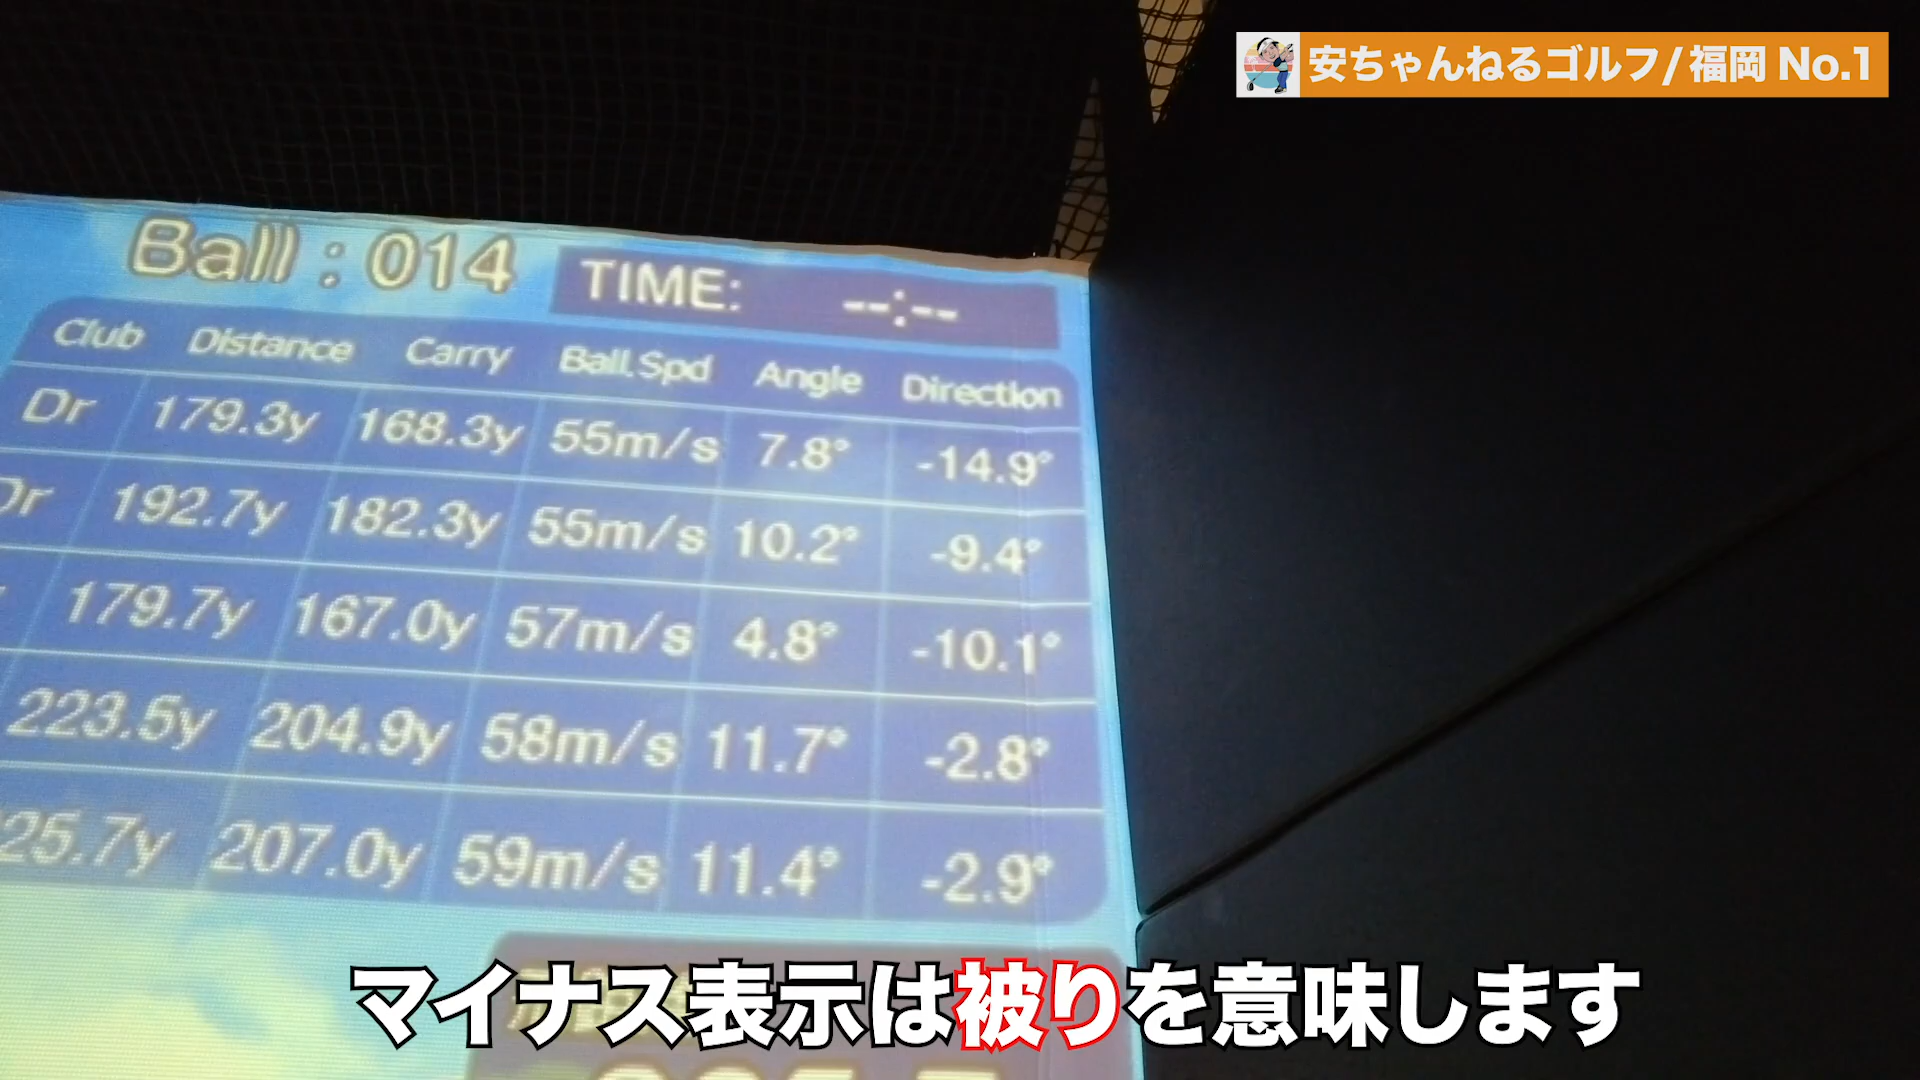 安ちゃんねるゴルフ/福岡 No.1
Ball : 014
TIME: --:--
Club Distance Carry Ball.Spd Angle Direction
Dr 179.3y 168.3y 55m/s 7.8° -14.9°
Dr 192.7y 182.3y 55m/s 10.2° -9.4°
179.7y 167.0y 57m/s 4.8° -10.1°
223.5y 204.9y 58m/s 11.7° -2.8°
25.7y 207.0y 59m/s 11.4° -2.9°
マイナス表示は被りを意味します